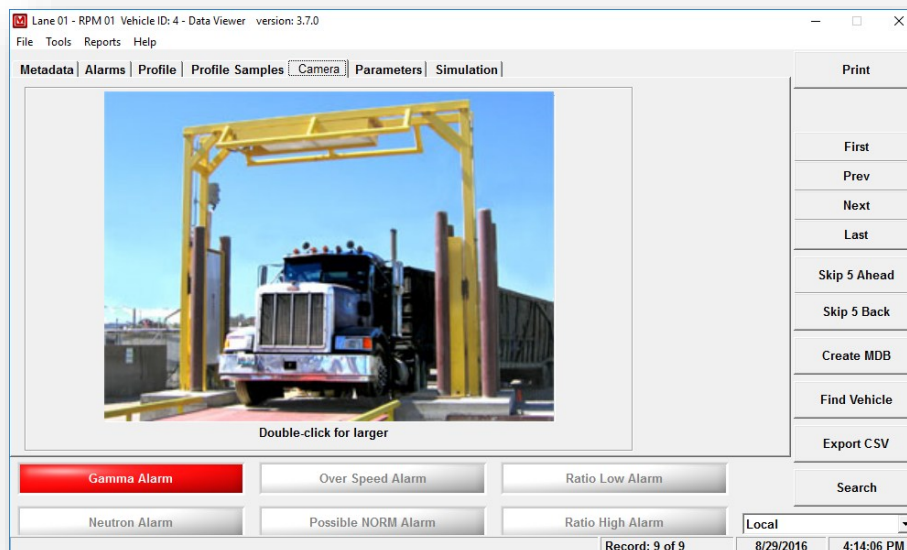 Lane 01 - RPM 01 Vehicle ID: 4 - Data Viewer version: 3.7.0
File Tools Reports Help
Metadata Alarms Profile Profile Samples Camera Parameters Simulation
Print
First
Prev
Next
Last
Skip 5 Ahead
Skip 5 Back
Create MDB
Find Vehicle
Export CSV
Search
Double-click for larger
Gamma Alarm Over Speed Alarm Ratio Low Alarm
Neutron Alarm Possible NORM Alarm Ratio High Alarm
Local
Record: 9 of 9 8/29/2016 4:14:06 PM